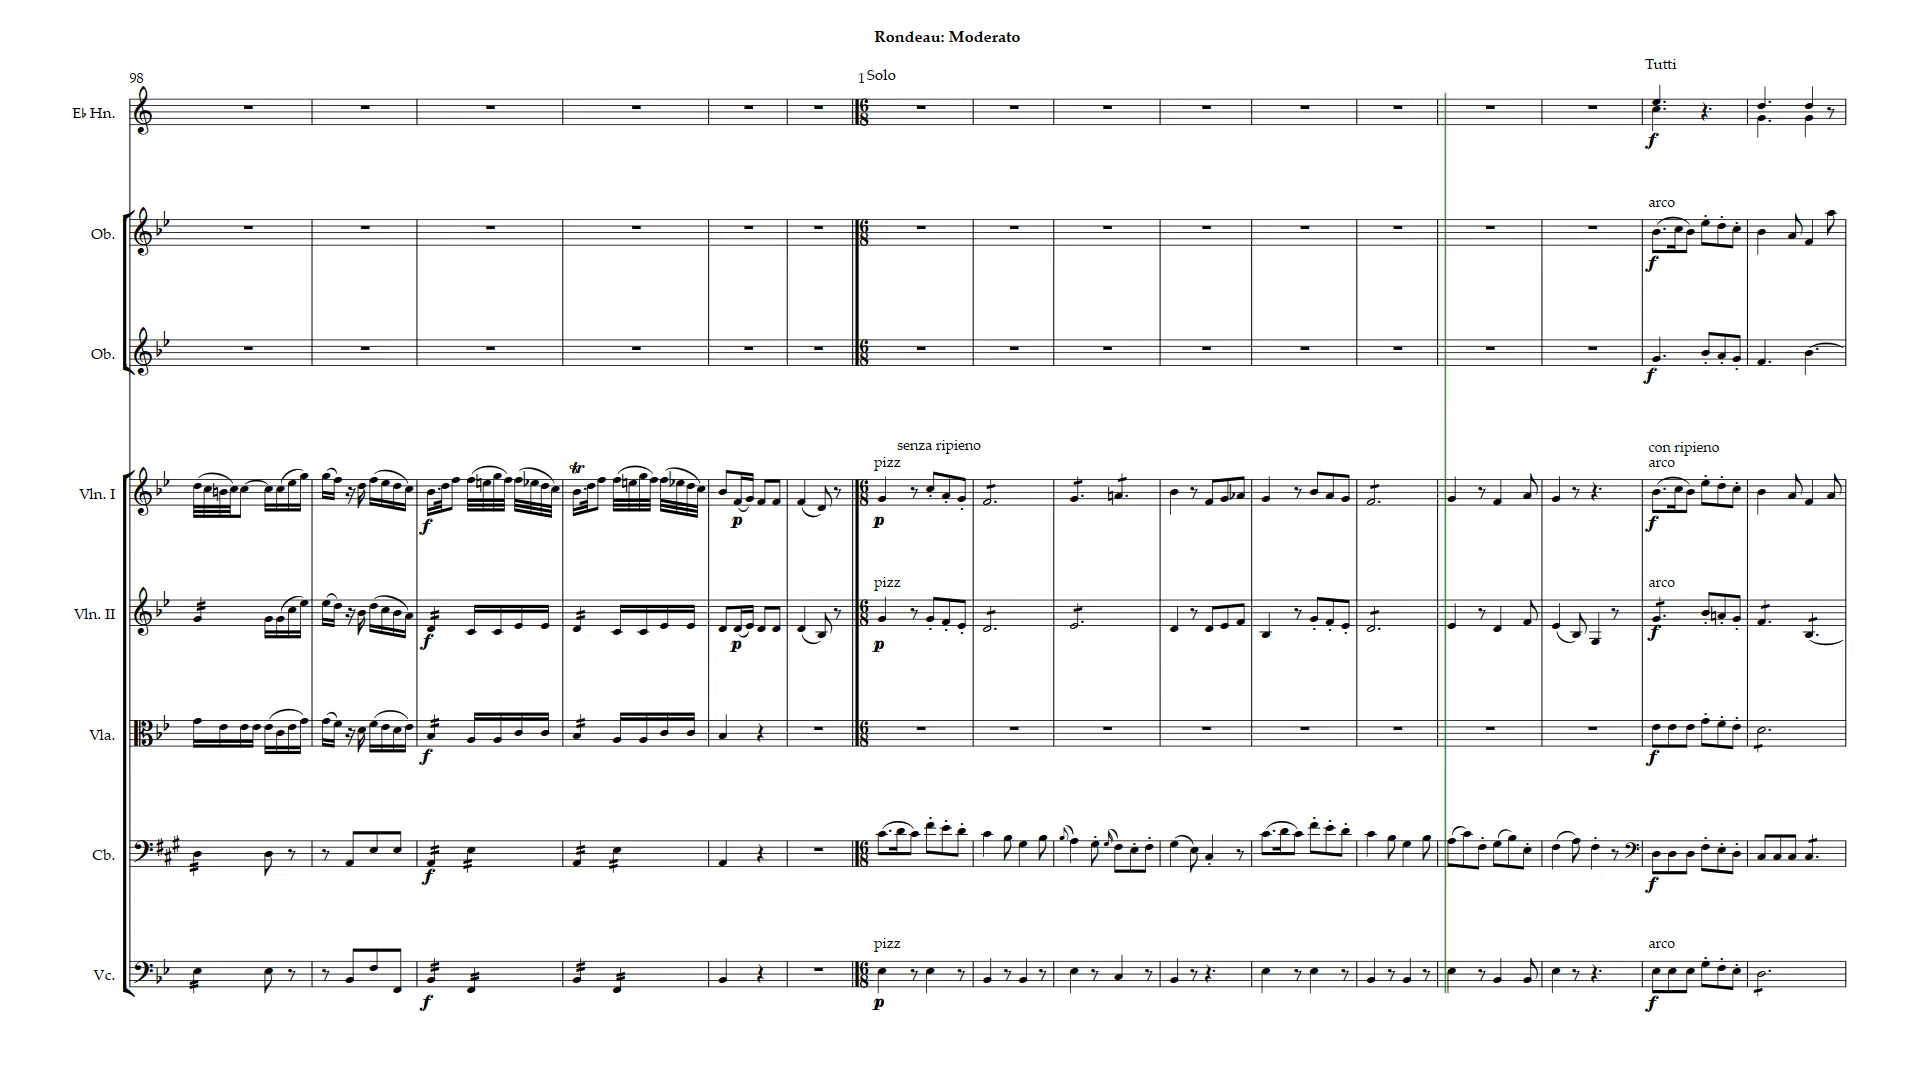 Rondeau: Moderato
98
1 Solo
Tutti
E♭ Hn.
f
arco
Ob.
f
Ob.
f
senza ripieno
con ripieno
pizz
arco
tr
Vln. I
f
p
p
f
pizz
arco
Vln. II
f
p
p
f
Vla.
f
f
Cb.
f
f
pizz
arco
Vc.
f
p
f